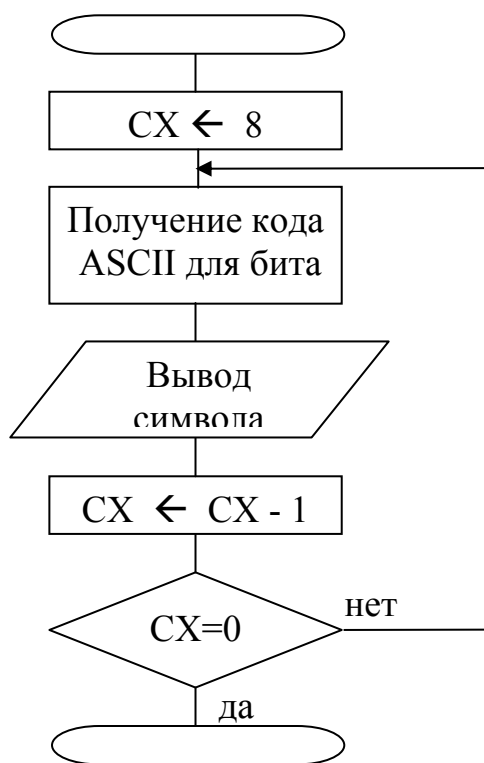 CX ← 8
Получение кода
ASCII для бита
Вывод
символа
CX ← CX - 1
CX=0
нет
да